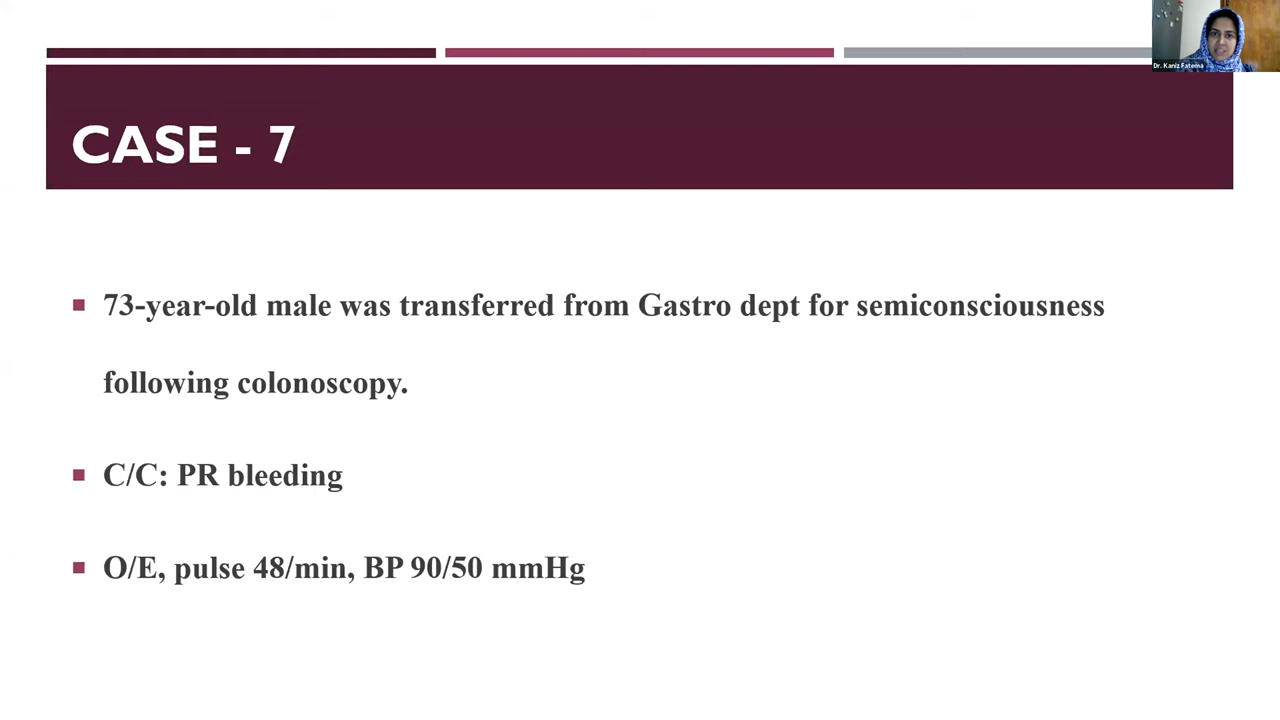 Dr. Kaniz Fatema
CASE - 7
73-year-old male was transferred from Gastro dept for semiconsciousness
following colonoscopy.
C/C: PR bleeding
O/E, pulse 48/min, BP 90/50 mmHg